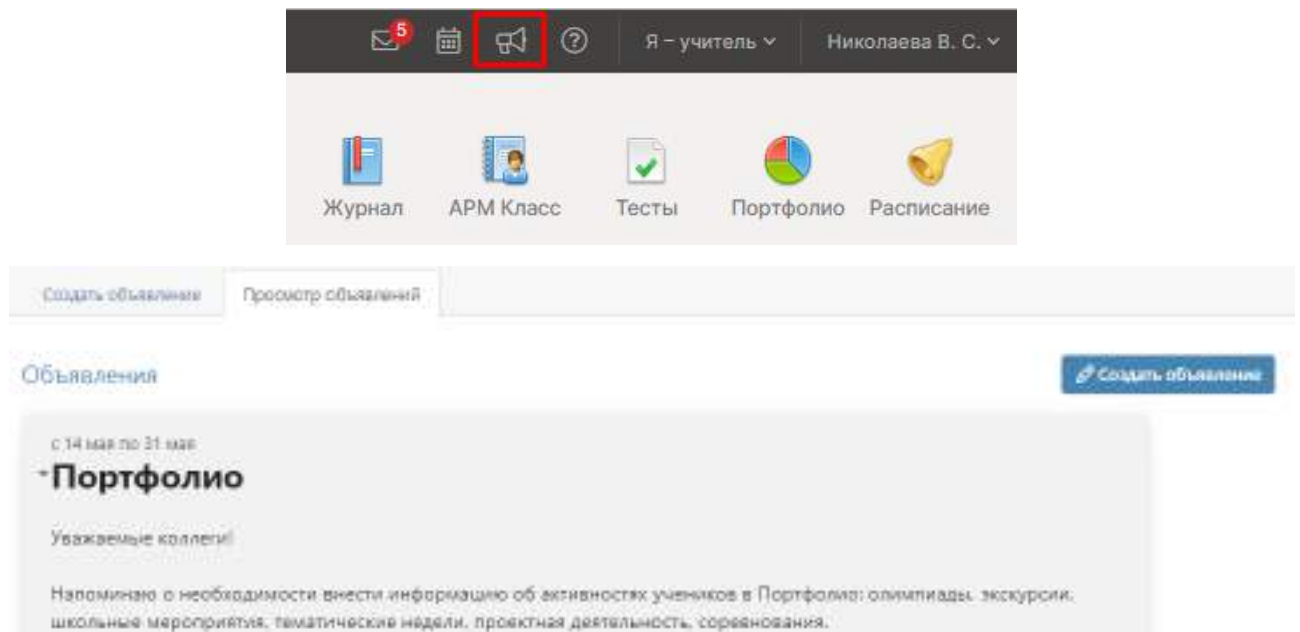 5
Я – учитель
Николаева В. С.
Журнал
АРМ Класс
Тесты
Портфолио
Расписание
Создать объявление
Просмотр объявлений
Объявления
Создать объявление
с 14 мая по 31 мая
Портфолио
Уважаемые коллеги!
Напоминаю о необходимости внести информацию об активностях учеников в Портфолио: олимпиады, экскурсии,
школьные мероприятия, тематические недели, проектная деятельность, соревнования.